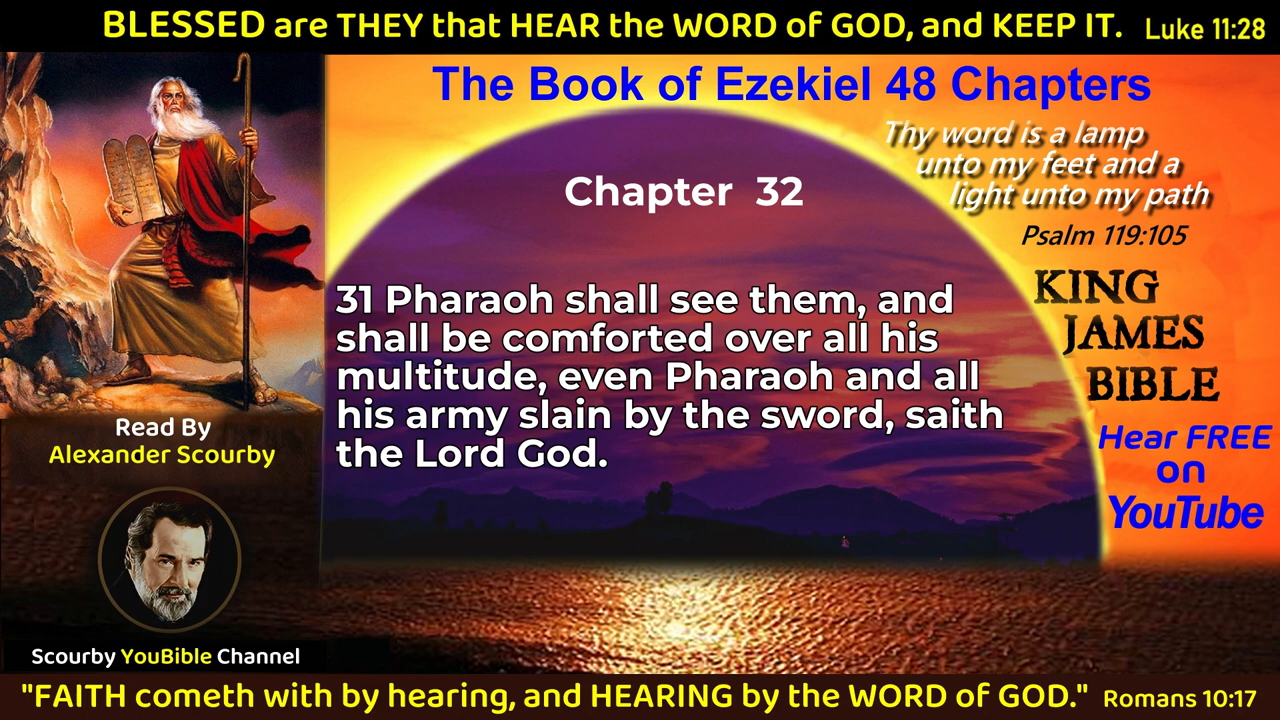 BLESSED are THEY that HEAR the WORD of GOD, and KEEP IT. Luke 11:28
The Book of Ezekiel 48 Chapters
Thy word is a lamp
unto my feet and a
light unto my path
Psalm 119:105
Chapter 32
31 Pharaoh shall see them, and
shall be comforted over all his
multitude, even Pharaoh and all
his army slain by the sword, saith
the Lord God.
KING
JAMES
BIBLE
Hear FREE
on
YouTube
Read By
Alexander Scourby
Scourby YouBible Channel
"FAITH cometh with by hearing, and HEARING by the WORD of GOD." Romans 10:17